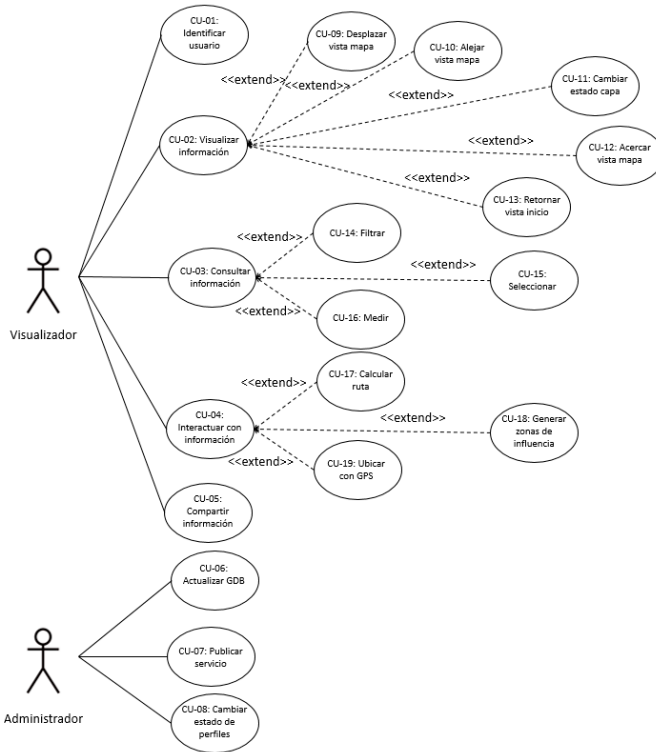 CU-01:
Identificar
usuario
CU-09: Desplazar
vista mapa
CU-10: Alejar
vista mapa
<<extend>>
<<extend>>
CU-11: Cambiar
estado capa
<<extend>>
CU-02: Visualizar
información
<<extend>>
CU-12: Acercar
vista mapa
<<extend>>
CU-13: Retornar
vista inicio
CU-14: Filtrar
<<extend>>
<<extend>>
CU-03: Consultar
información
CU-15:
Seleccionar
<<extend>>
CU-16: Medir
Visualizador
CU-17: Calcular
ruta
<<extend>>
<<extend>>
CU-04:
Interactuar con
información
CU-18: Generar
zonas de
influencia
<<extend>>
CU-19: Ubicar
con GPS
CU-05:
Compartir
información
CU-06:
Actualizar GDB
CU-07: Publicar
servicio
CU-08: Cambiar
estado de
perfiles
Administrador